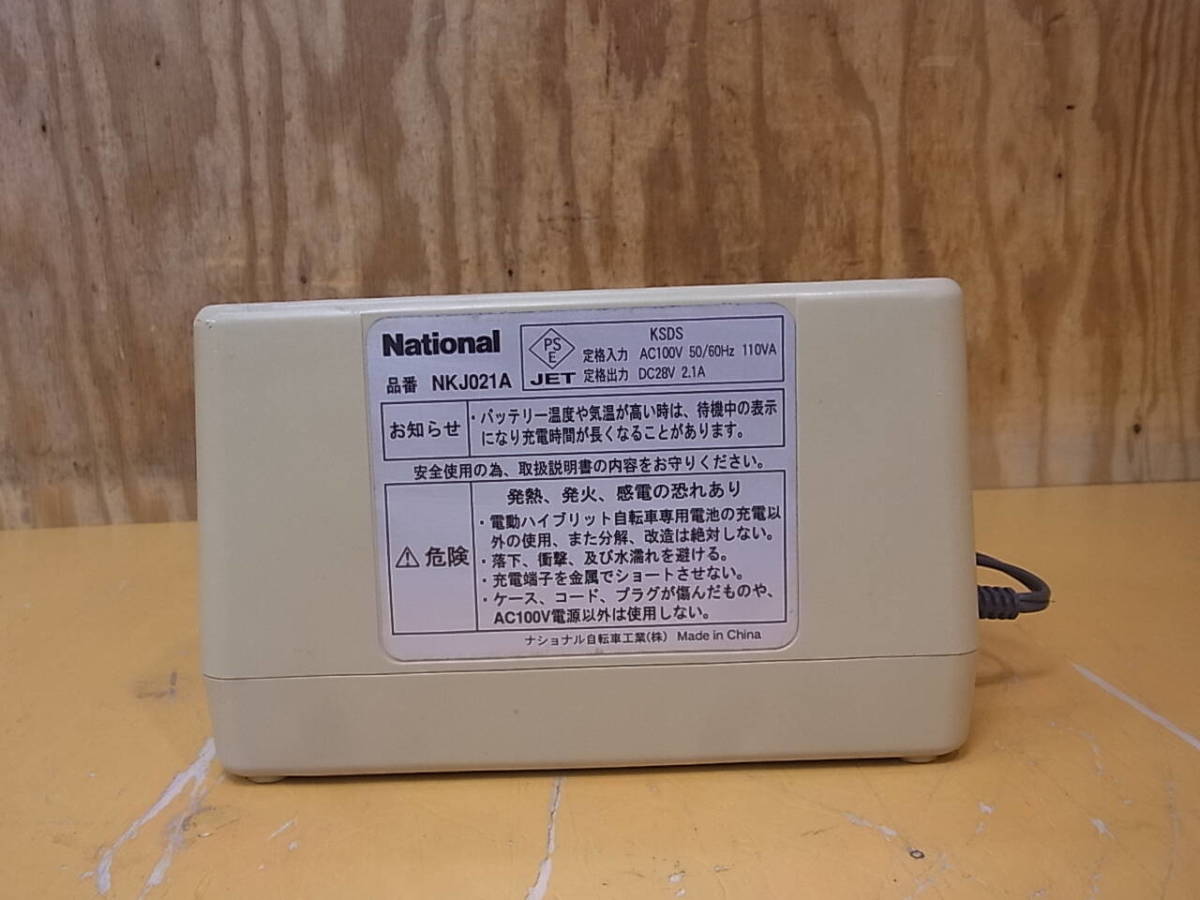 National
品番 NKJ021A
PS
E
JET
KSDS
定格入力 AC100V 50/60Hz 110VA
定格出力 DC28V 2.1A
お知らせ
・バッテリー温度や気温が高い時は、待機中の表示
になり充電時間が長くなることがあります。
安全使用の為、取扱説明書の内容をお守りください。
⚠危険
発熱、発火、感電の恐れあり
・電動ハイブリット自転車専用電池の充電以
外の使用、また分解、改造は絶対しない。
・落下、衝撃、及び水濡れを避ける。
・充電端子を金属でショートさせない。
・ケース、コード、プラグが傷んだものや、
AC100V電源以外は使用しない。
ナショナル自転車工業(株) Made in China